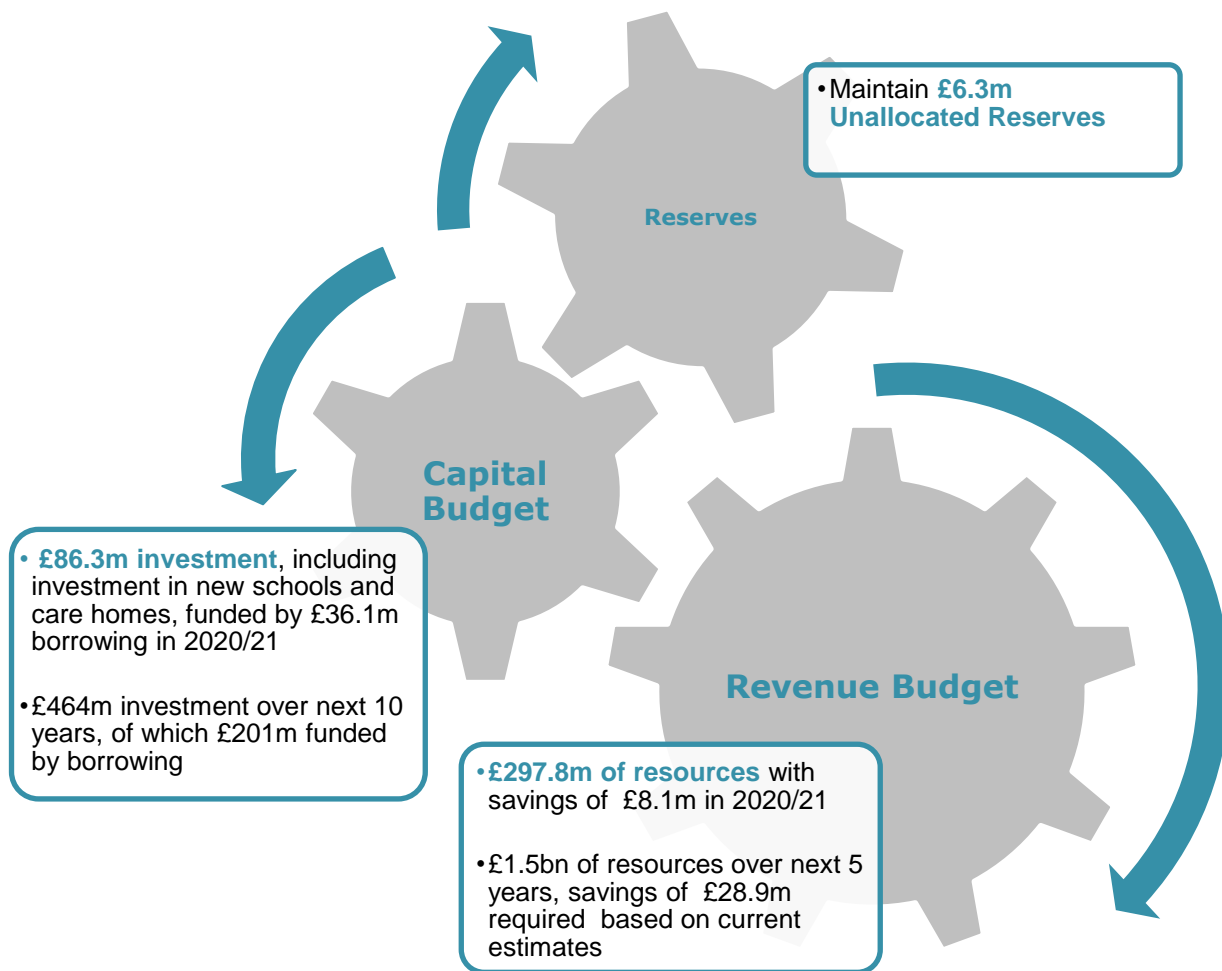 •Maintain £6.3m
Unallocated Reserves
Reserves
Capital
Budget
• £86.3m investment, including
investment in new schools and
care homes, funded by £36.1m
borrowing in 2020/21
•£464m investment over next 10
years, of which £201m funded
by borrowing
Revenue Budget
•£297.8m of resources with
savings of £8.1m in 2020/21
•£1.5bn of resources over next 5
years, savings of £28.9m
required based on current
estimates